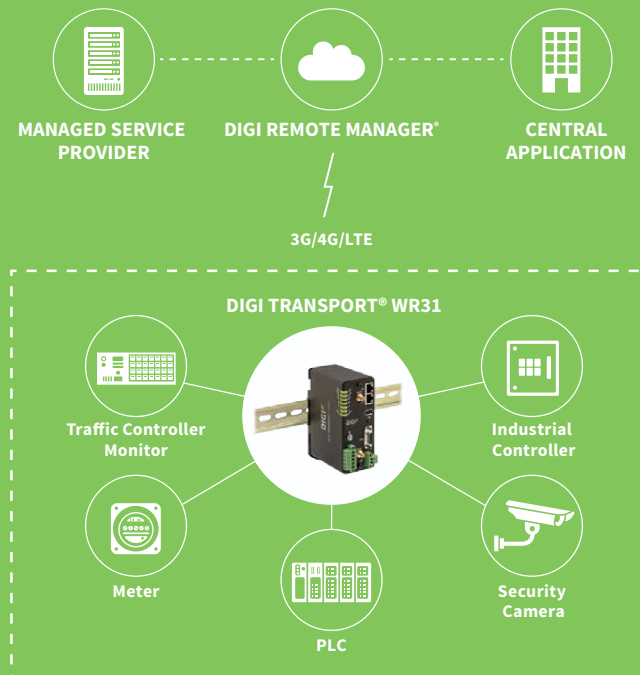 MANAGED SERVICE
PROVIDER
DIGI REMOTE MANAGER®
CENTRAL
APPLICATION
3G/4G/LTE
DIGI TRANSPORT® WR31
Traffic Controller
Monitor
DIGI
Industrial
Controller
Meter
Security
Camera
PLC